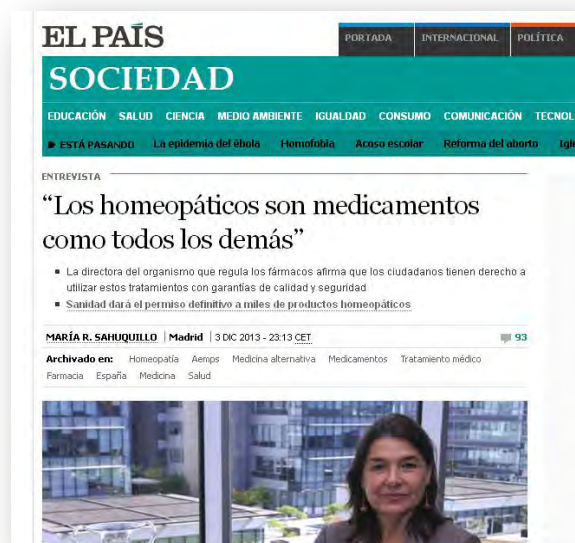 EL PAÍS
PORTADA INTERNACIONAL POLÍTICA
SOCIEDAD
EDUCACIÓN SALUD CIENCIA MEDIO AMBIENTE IGUALDAD CONSUMO COMUNICACIÓN TECNOL
ESTÁ PASANDO La epidemia del ébola Homofobia Acoso escolar Reforma del aborto Igle
ENTREVISTA
“Los homeopáticos son medicamentos
como todos los demás”
La directora del organismo que regula los fármacos afirma que los ciudadanos tienen derecho a
utilizar estos tratamientos con garantías de calidad y seguridad
Sanidad dará el permiso definitivo a miles de productos homeopáticos
MARÍA R. SAHUQUILLO | Madrid | 3 DIC 2013 - 23:13 CET 93
Archivado en: Homeopatía Aemps Medicina alternativa Medicamentos Tratamiento médico
Farmacia España Medicina Salud